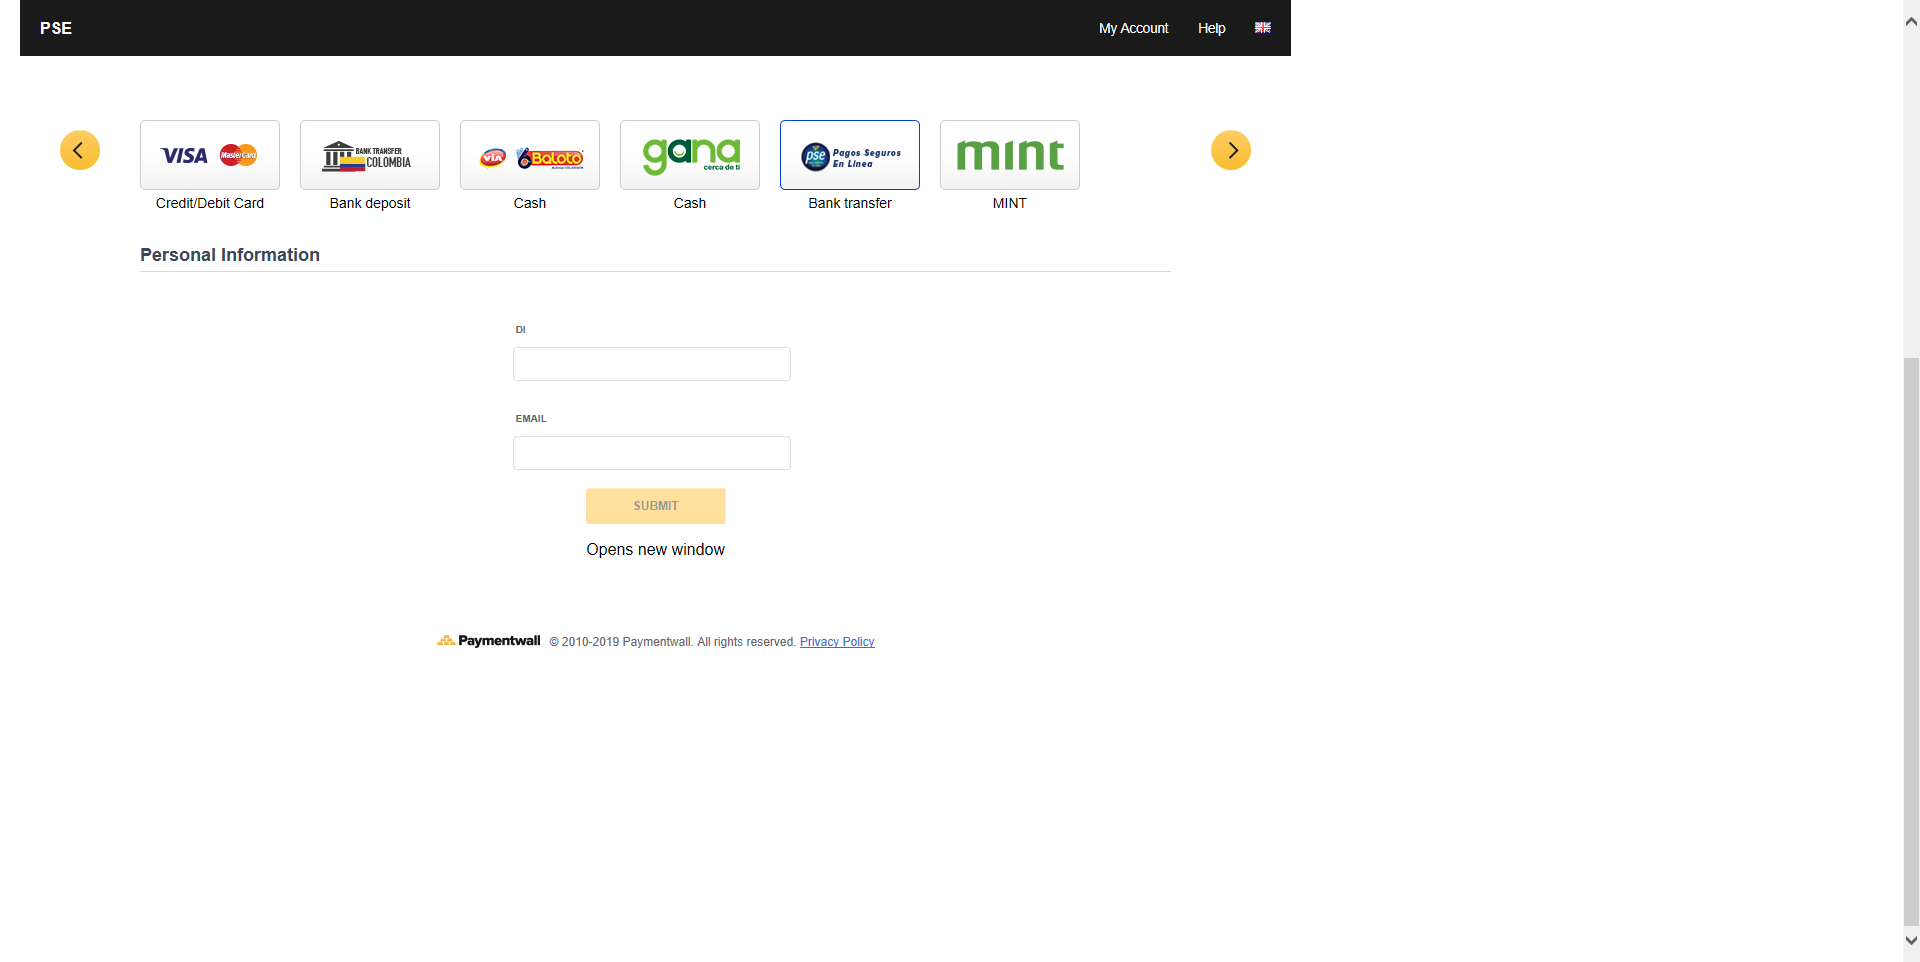 PSE
My Account Help
VISA MasterCard
BANK TRANSFER
COLOMBIA
VIA Baloto
gana
cerca de ti
pse Pagos Seguros
En Linea
mint
Credit/Debit Card
Bank deposit
Cash
Cash
Bank transfer
MINT
Personal Information
DI
EMAIL
SUBMIT
Opens new window
Paymentwall © 2010-2019 Paymentwall. All rights reserved. Privacy Policy